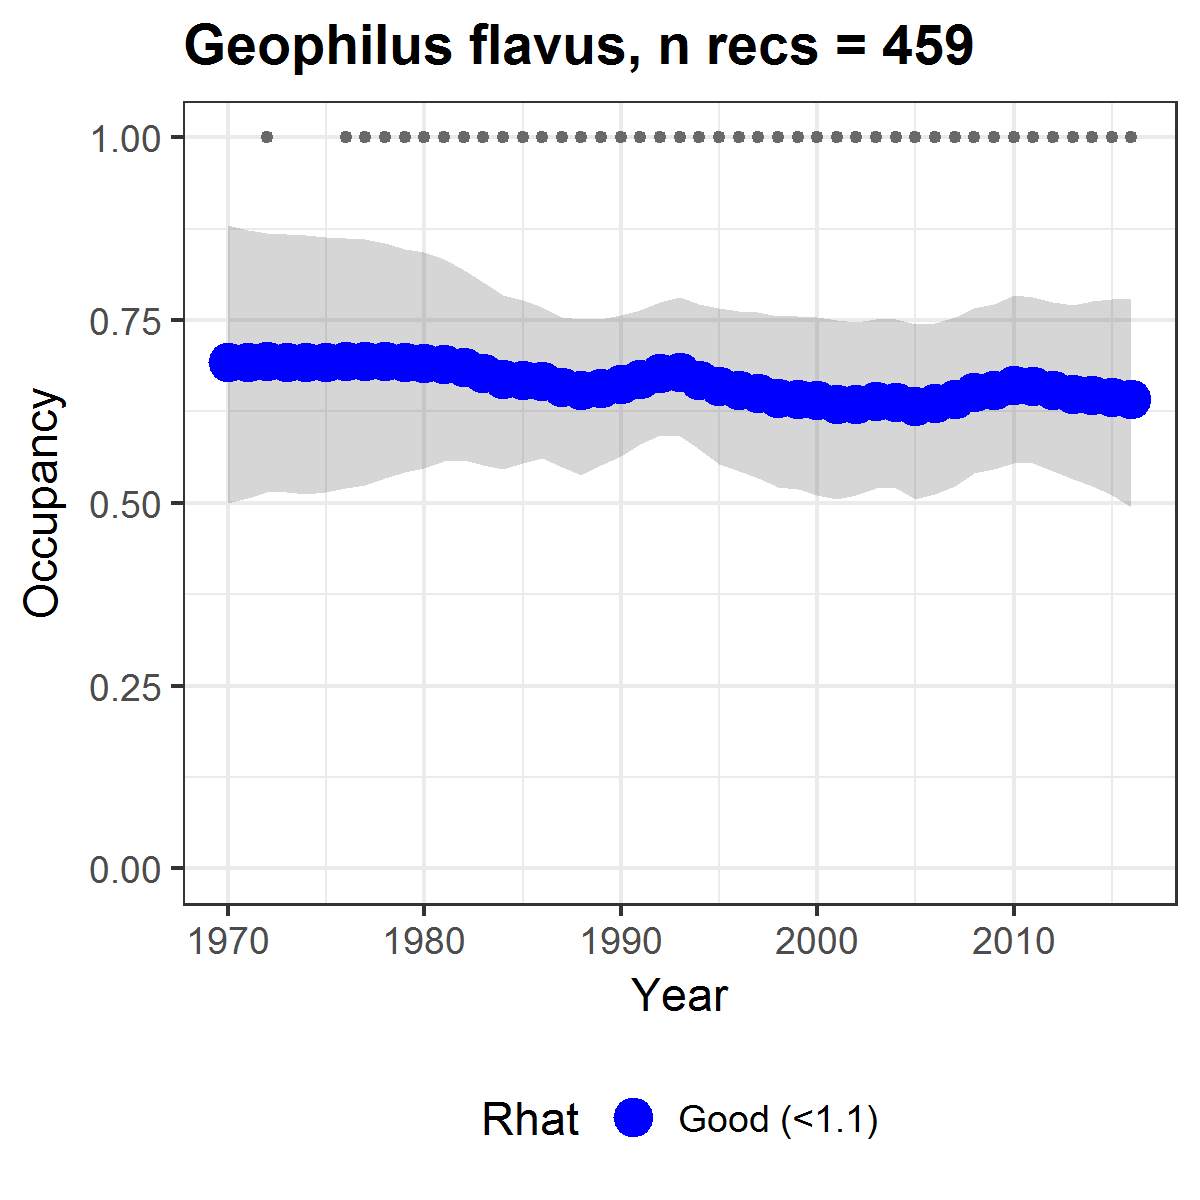 Geophilus flavus, n recs = 459
1.00
0.75
0.50
0.25
0.00
Occupancy
1970 1980 1990 2000 2010
Year
Rhat Good (<1.1)